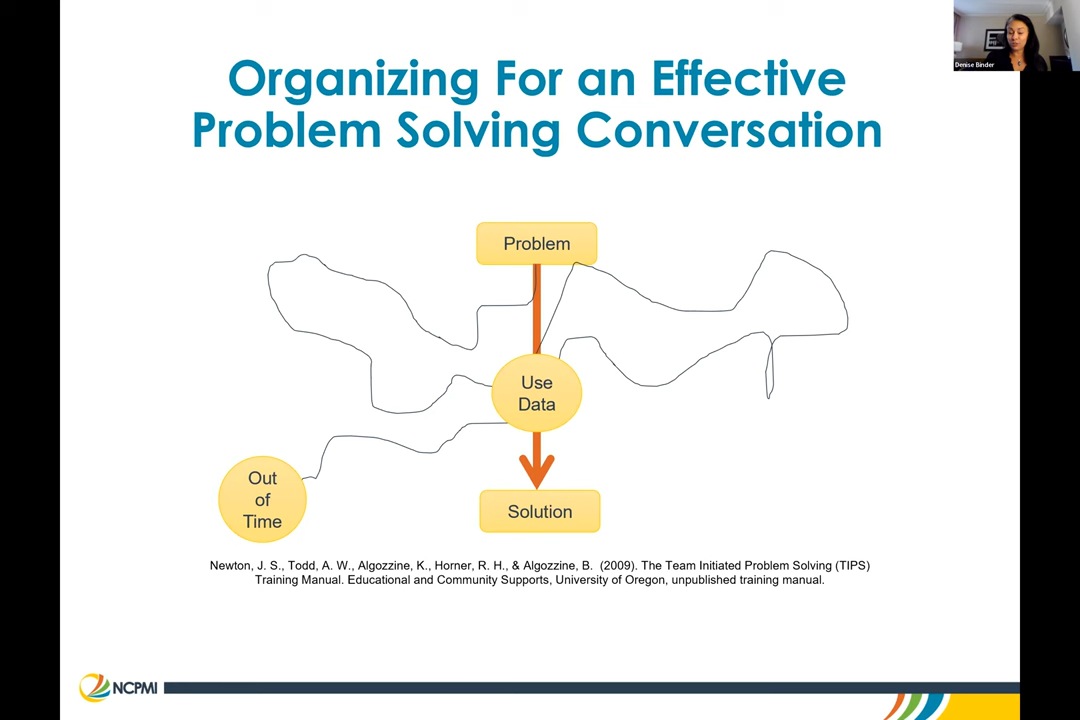 Denise Binder
Organizing For an Effective
Problem Solving Conversation
Problem
Use
Data
Out
of
Time
Solution
Newton, J. S., Todd, A. W., Algozzine, K., Horner, R. H., & Algozzine, B. (2009). The Team Initiated Problem Solving (TIPS)
Training Manual. Educational and Community Supports, University of Oregon, unpublished training manual.
NCPMI